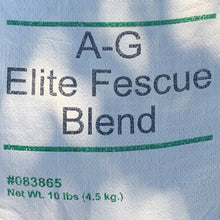 A-G
Elite Fescue
Blend
#083865
Net Wt. 10 lbs (4.5 kg.)